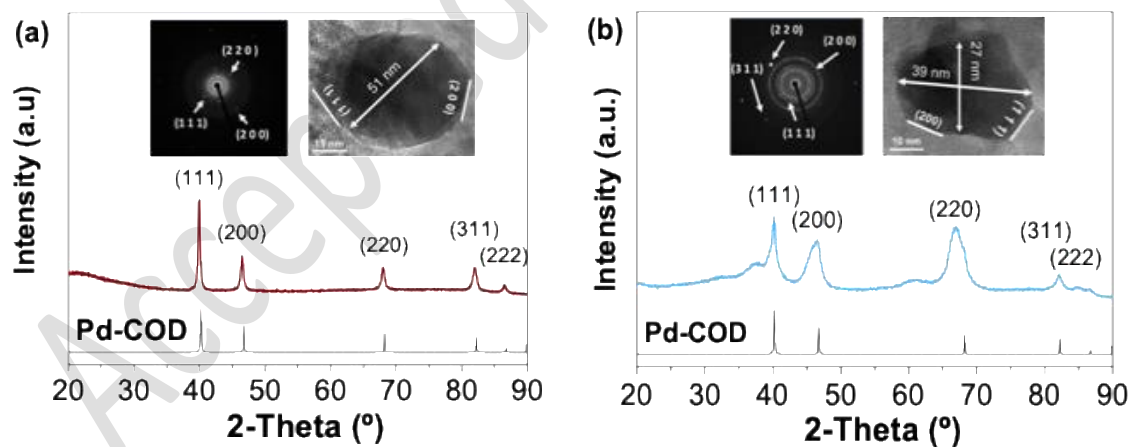 (a)
(2 2 0)
(1 1 1)
(2 0 0)
51 nm
(1 1 1)
(2 0 0)
(111)
(200)
(220)
(311)
(222)
Pd-COD
Intensity (a.u)
20 30 40 50 60 70 80 90
2-Theta (º)
(b)
(2 2 0)
(2 0 0)
(3 1 1)
(1 1 1)
27 nm
39 nm
(200)
(1 1 1)
10 nm
(111)
(200)
(220)
(311)
(222)
Pd-COD
Intensity (a.u.)
20 30 40 50 60 70 80 90
2-Theta (º)
Accep